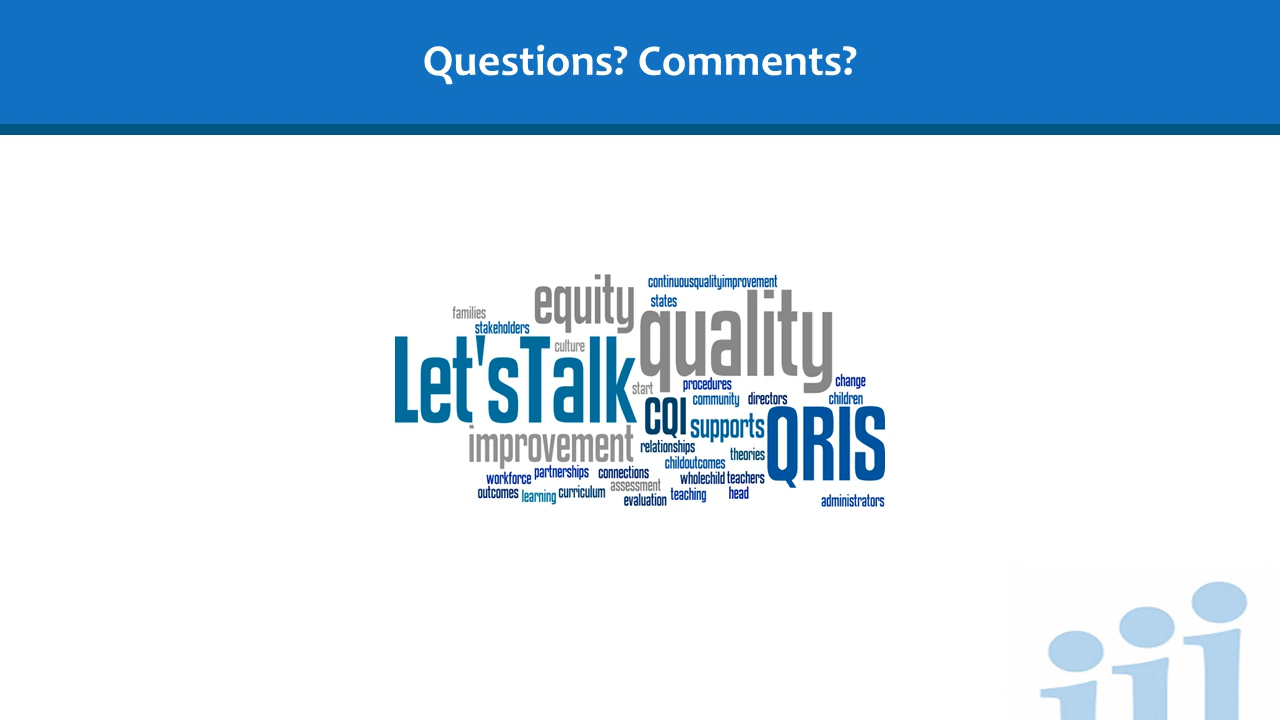 Questions? Comments?
equity
continuousqualityimprovement
states
families
stakeholders
culture
quality
Let'sTalk
start
procedures
change
community
directors
children
CQI
supports
QRIS
improvement
relationships
theories
childoutcomes
workforce
partnerships
connections
wholechild
teachers
outcomes
learning
curriculum
assessment
evaluation
teaching
head
administrators
iii